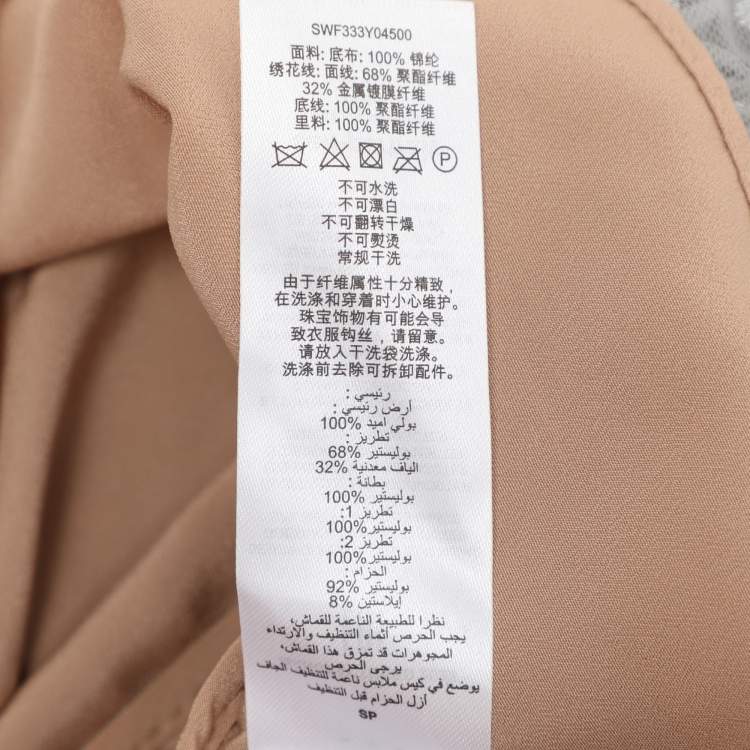 SWF333Y04500
面料: 底布: 100% 锦纶
绣花线: 面线: 68% 聚酯纤维
32% 金属镀膜纤维
底线: 100% 聚酯纤维
里料: 100% 聚酯纤维
P
不可水洗
不可漂白
不可翻转干燥
不可熨烫
常规干洗
由于纤维属性十分精致，
在洗涤和穿着时小心维护。
珠宝饰物有可能会导
致衣服钩丝，请留意。
请放入干洗袋洗涤。
洗涤前去除可拆卸配件。
رئيسي :
أرض رئيسي :
بولي اميد %100
تطريز :
بوليستير %68
الياف معدنية %32
بطانة :
بوليستير %100
تطريز 1:
بوليستير %100
تطريز 2:
بوليستير %100
الحزام :
بوليستير %92
إيلاستين %8
نظرا للطبيعة الناعمة للقماش،
يجب الحرص أثناء التنظيف والارتداء
المجوهرات قد تمزق هذا القماش،
يرجى الحرص
يوضع في كيس ملابس ناعمة للتنظيف الجاف
أزل الحزام قبل التنظيف
SP